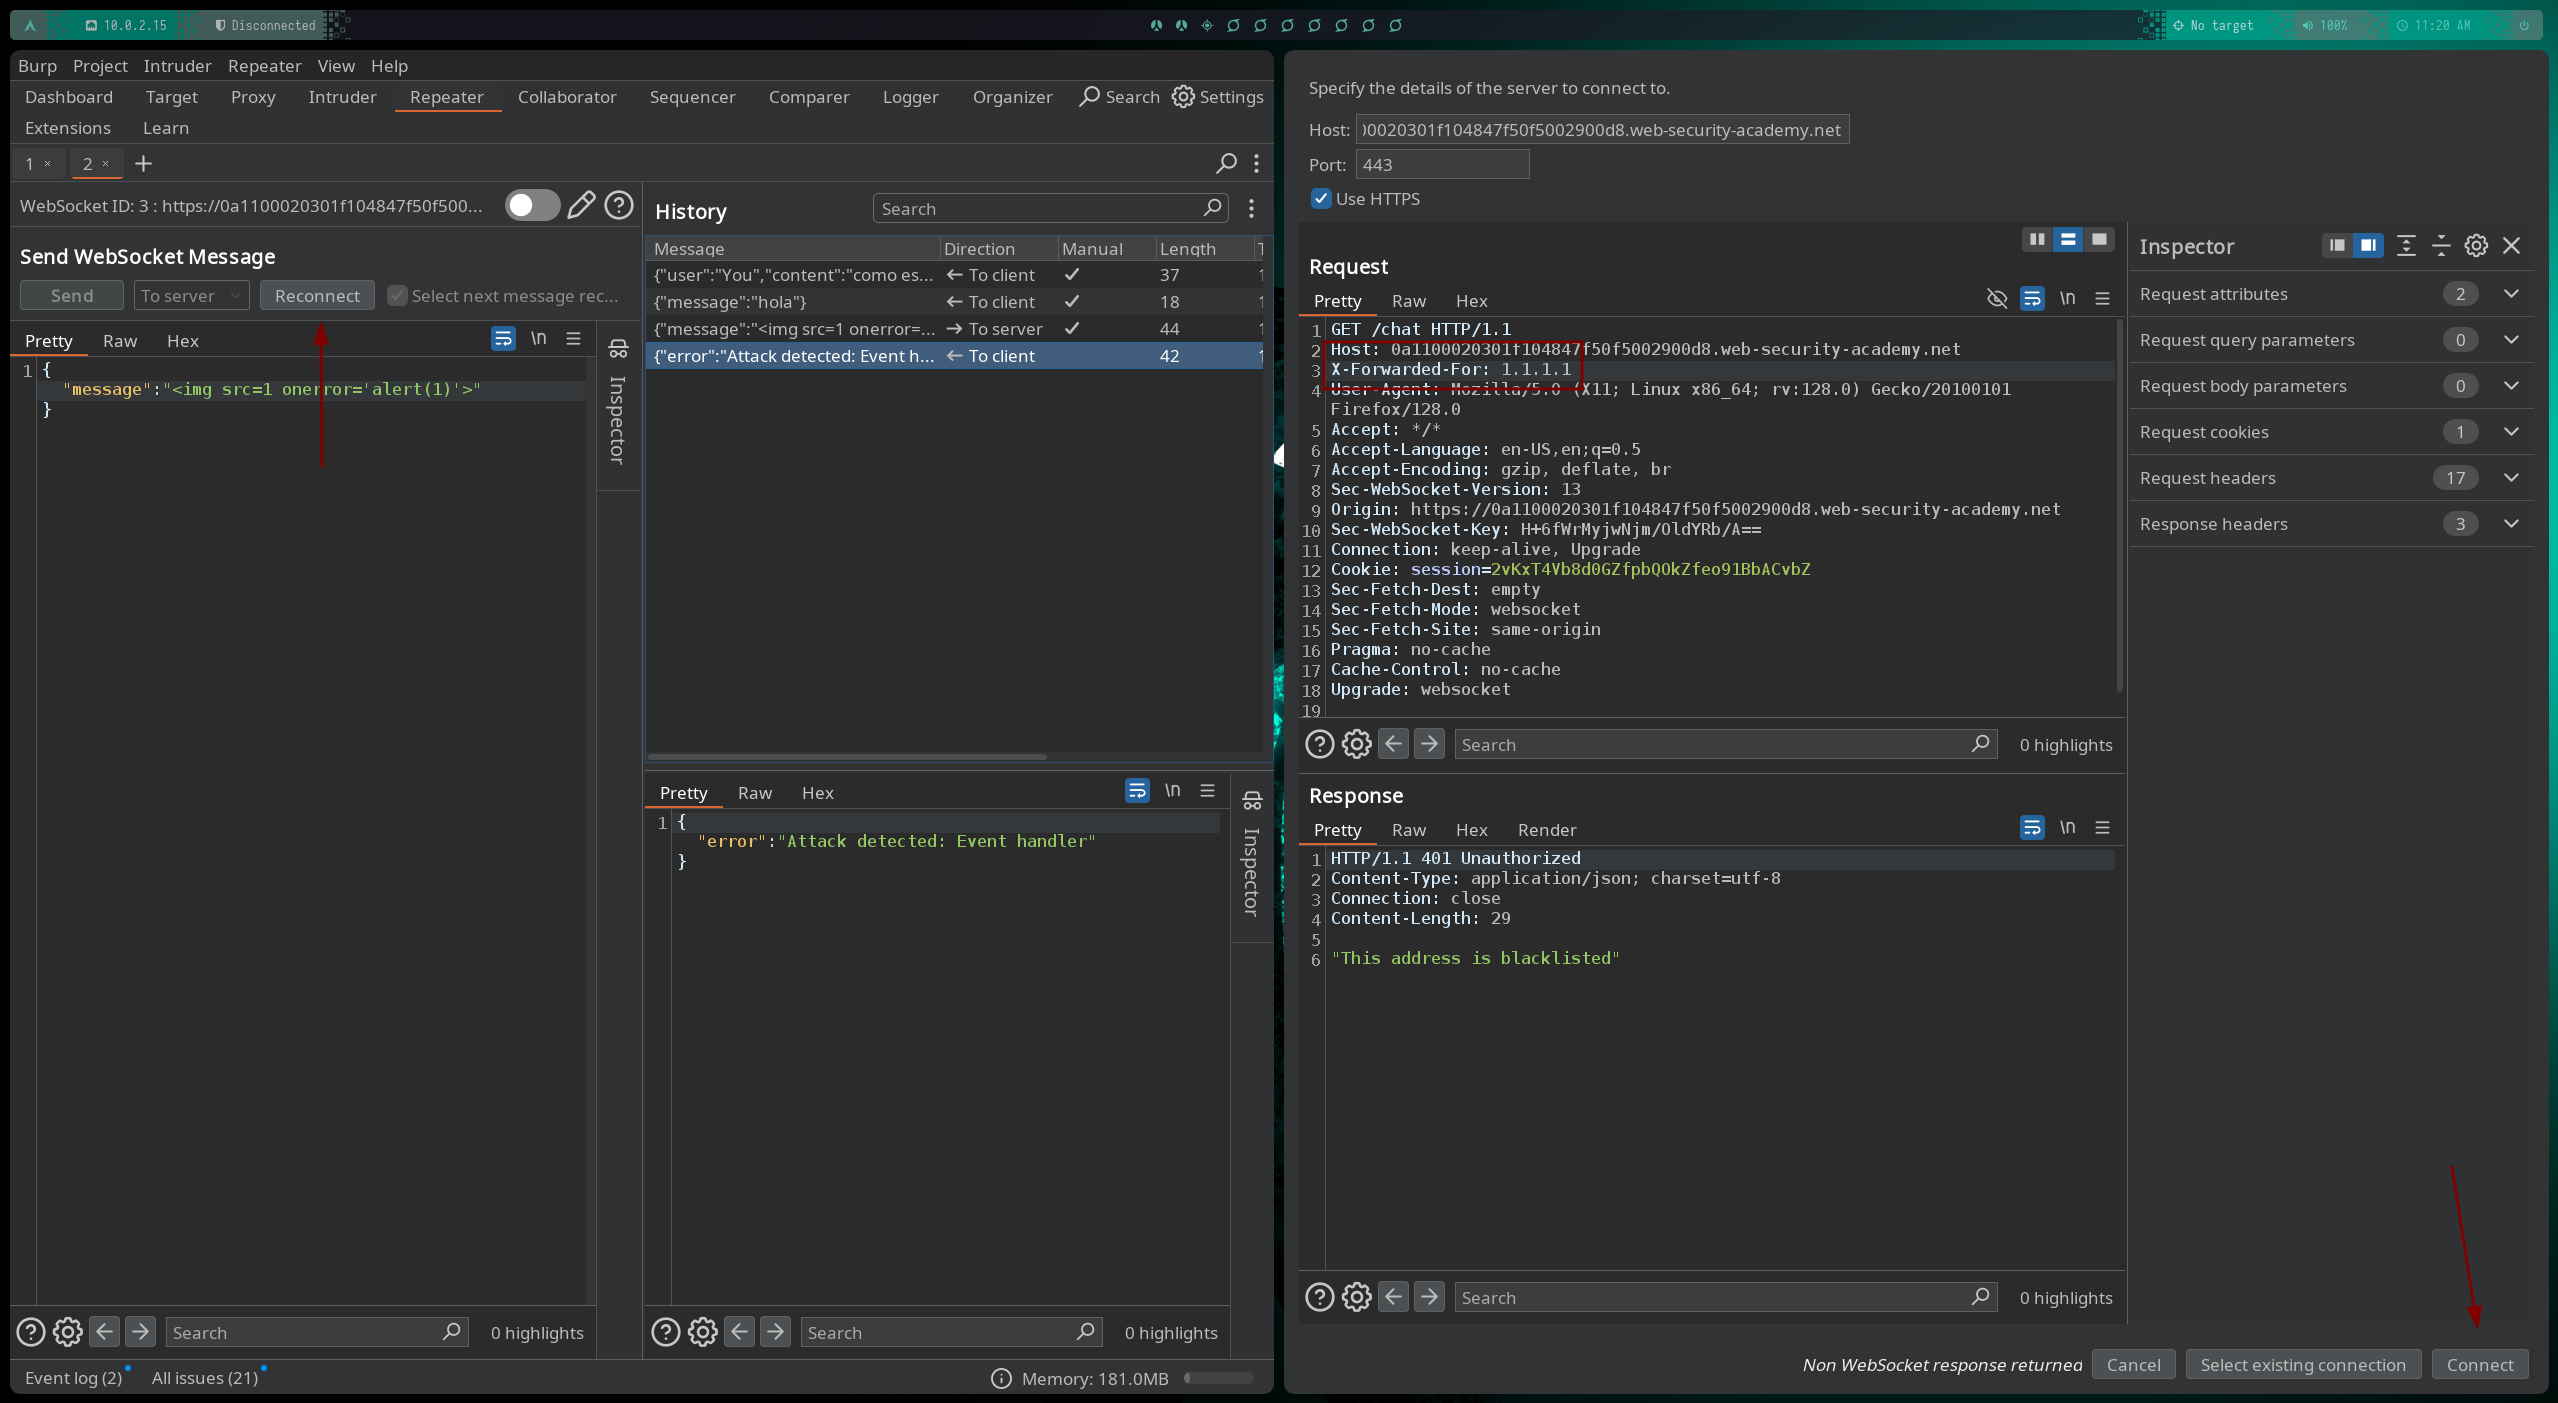 10.0.2.15 Disconnected No target 100% 11:20 AM
Burp Project Intruder Repeater View Help
Dashboard Target Proxy Intruder Repeater Collaborator Sequencer Comparer Logger Organizer Search Settings
Extensions Learn
1 × 2 × +
WebSocket ID: 3 : https://0a1100020301f104847f50f500...
Send WebSocket Message
Send To server Reconnect Select next message rec...
Pretty Raw Hex \n
1 {
"message":"<img src=1 onerror='alert(1)'>"
}
Inspector
Search 0 highlights
History Search
Message Direction Manual Length
{"user":"You","content":"como es... To client 37
{"message":"hola"} To client 18
{"message":"<img src=1 onerror=... To server 44
{"error":"Attack detected: Event h... To client 42
Pretty Raw Hex \n
1 {
"error":"Attack detected: Event handler"
}
Inspector
Search 0 highlights
Event log (2) All issues (21) Memory: 181.0MB
Specify the details of the server to connect to.
Host: 00020301f104847f50f5002900d8.web-security-academy.net
Port: 443
Use HTTPS
Request
Pretty Raw Hex \n
1 GET /chat HTTP/1.1
2 Host: 0a1100020301f104847f50f5002900d8.web-security-academy.net
3 X-Forwarded-For: 1.1.1.1
4 User-Agent: Mozilla/5.0 (X11; Linux x86_64; rv:128.0) Gecko/20100101
Firefox/128.0
5 Accept: */*
6 Accept-Language: en-US,en;q=0.5
7 Accept-Encoding: gzip, deflate, br
8 Sec-WebSocket-Version: 13
9 Origin: https://0a1100020301f104847f50f5002900d8.web-security-academy.net
10 Sec-WebSocket-Key: H+6fWrMyjwNjm/OldYRb/A==
11 Connection: keep-alive, Upgrade
12 Cookie: session=2vKxT4Vb8d0GZfpbQOkZfeo91BbACvbZ
13 Sec-Fetch-Dest: empty
14 Sec-Fetch-Mode: websocket
15 Sec-Fetch-Site: same-origin
16 Pragma: no-cache
17 Cache-Control: no-cache
18 Upgrade: websocket
19
Search 0 highlights
Response
Pretty Raw Hex Render \n
1 HTTP/1.1 401 Unauthorized
2 Content-Type: application/json; charset=utf-8
3 Connection: close
4 Content-Length: 29
5
6 "This address is blacklisted"
Search 0 highlights
Inspector
Request attributes 2
Request query parameters 0
Request body parameters 0
Request cookies 1
Request headers 17
Response headers 3
Non WebSocket response returned Cancel Select existing connection Connect